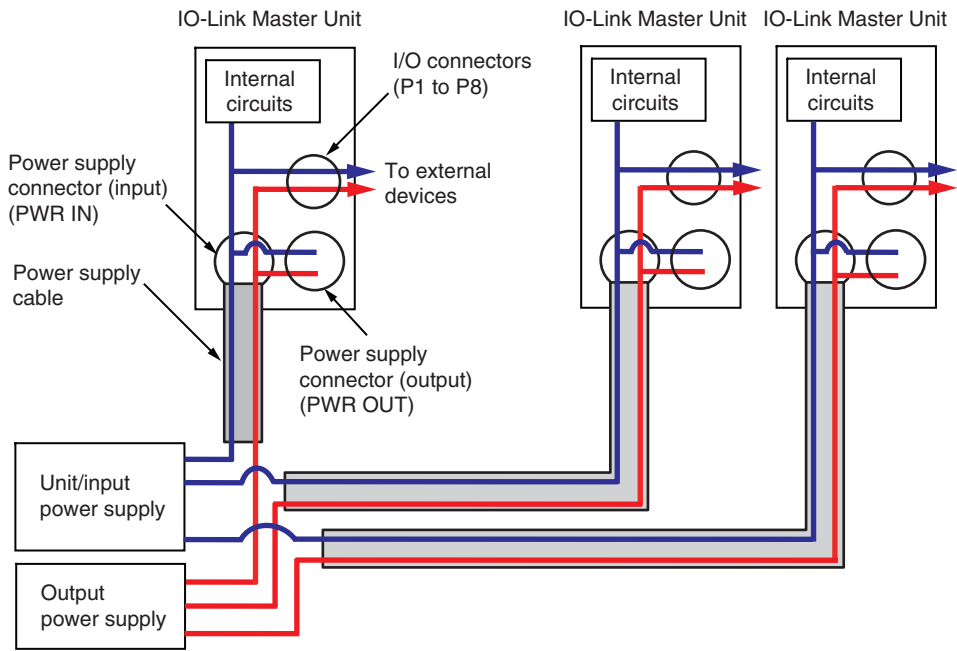 IO-Link Master Unit
IO-Link Master Unit
IO-Link Master Unit
Internal
circuits
I/O connectors
(P1 to P8)
Internal
circuits
Internal
circuits
Power supply
connector (input)
(PWR IN)
To external
devices
Power supply
cable
Power supply
connector (output)
(PWR OUT)
Unit/input
power supply
Output
power supply